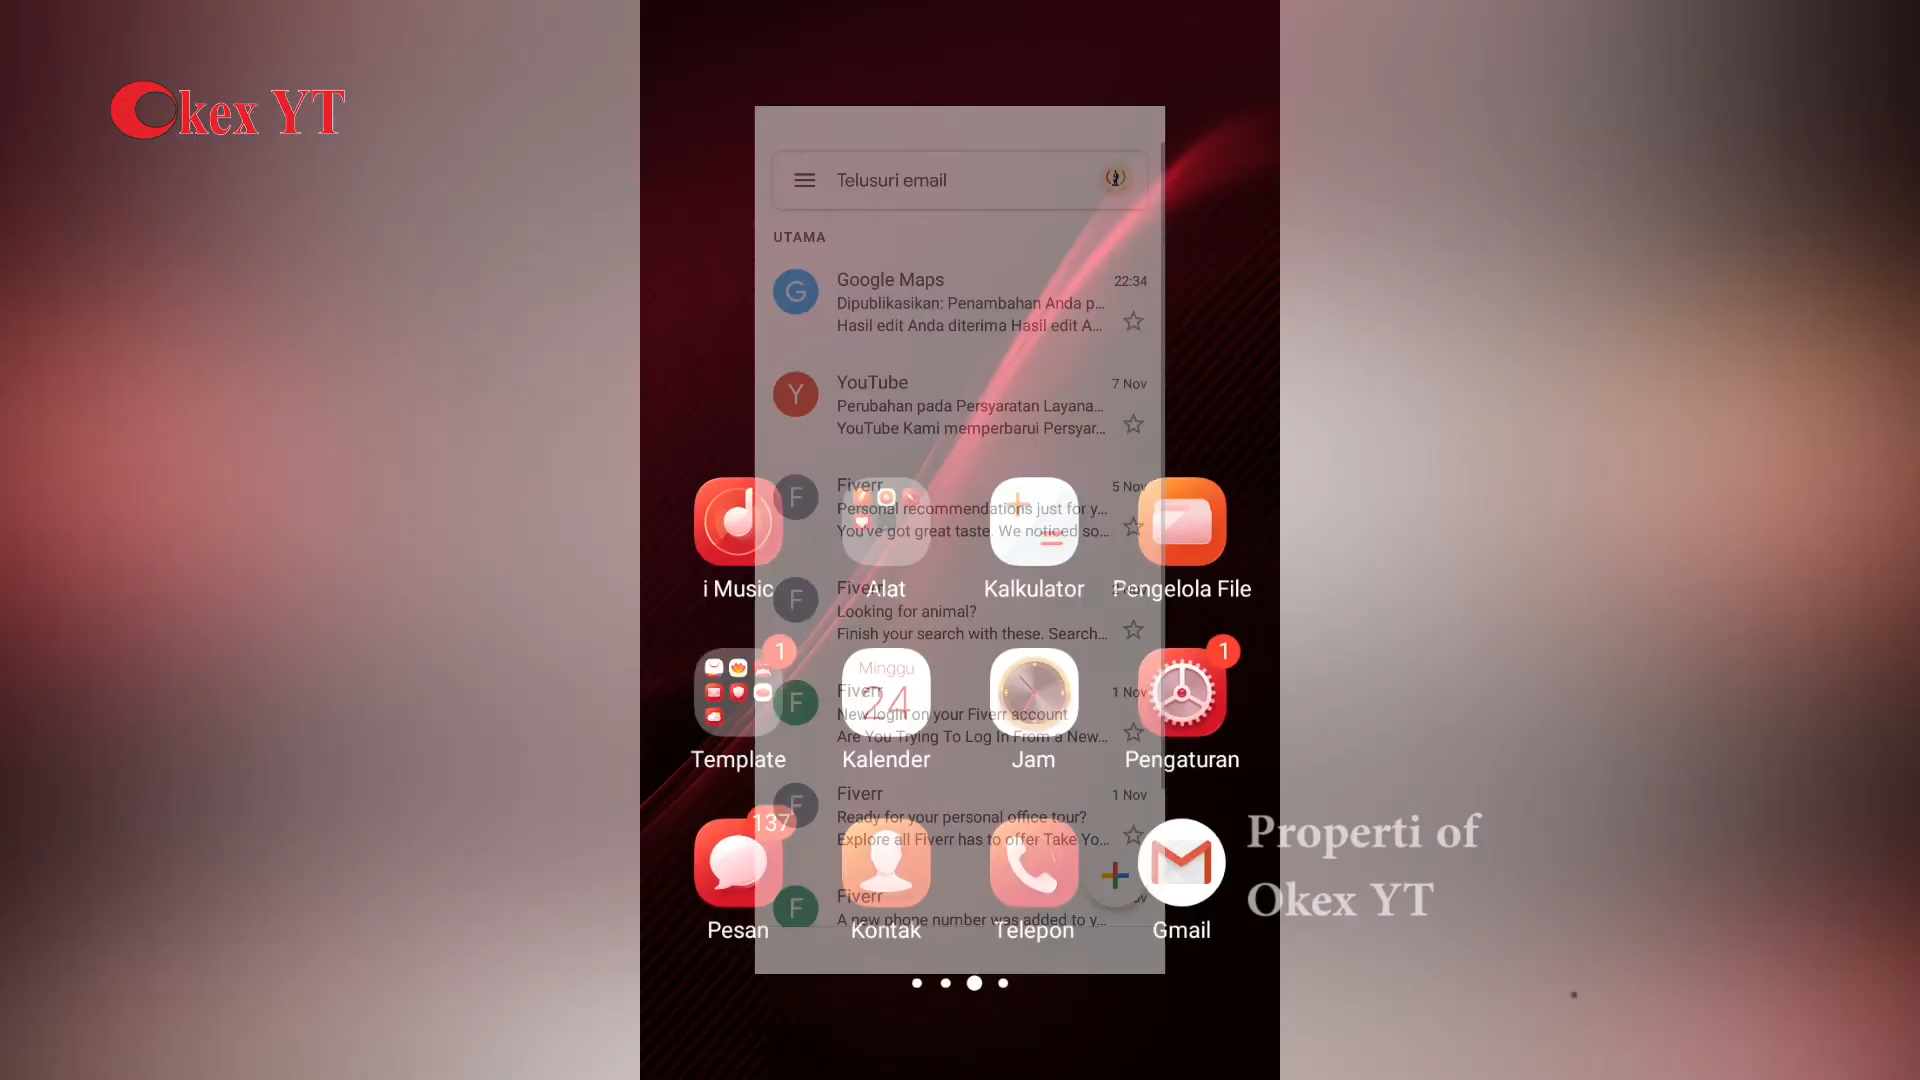 Okex YT
Telusuri email
UTAMA
G
Google Maps
22:34
Dipublikasikan: Penambahan Anda p...
Hasil edit Anda diterima Hasil edit A...
Y
YouTube
7 Nov
Perubahan pada Persyaratan Layana...
YouTube Kami memperbarui Persyar...
F
Fiverr
5 Nov
Personal recommendations just for y...
You've got great taste. We noticed so...
i Music
Alat
Kalkulator
Pengelola File
F
Fiverr
Looking for animal?
Finish your search with these. Search...
1
Minggu
24
1
F
Fiverr
1 Nov
New login on your Fiverr account
Are You Trying To Log In From a New...
Template
Kalender
Jam
Pengaturan
F
Fiverr
1 Nov
Ready for your personal office tour?
Explore all Fiverr has to offer Take Yo...
137
F
Fiverr
A new phone number was added to y...
Pesan
Kontak
Telepon
Gmail
Properti of
Okex YT